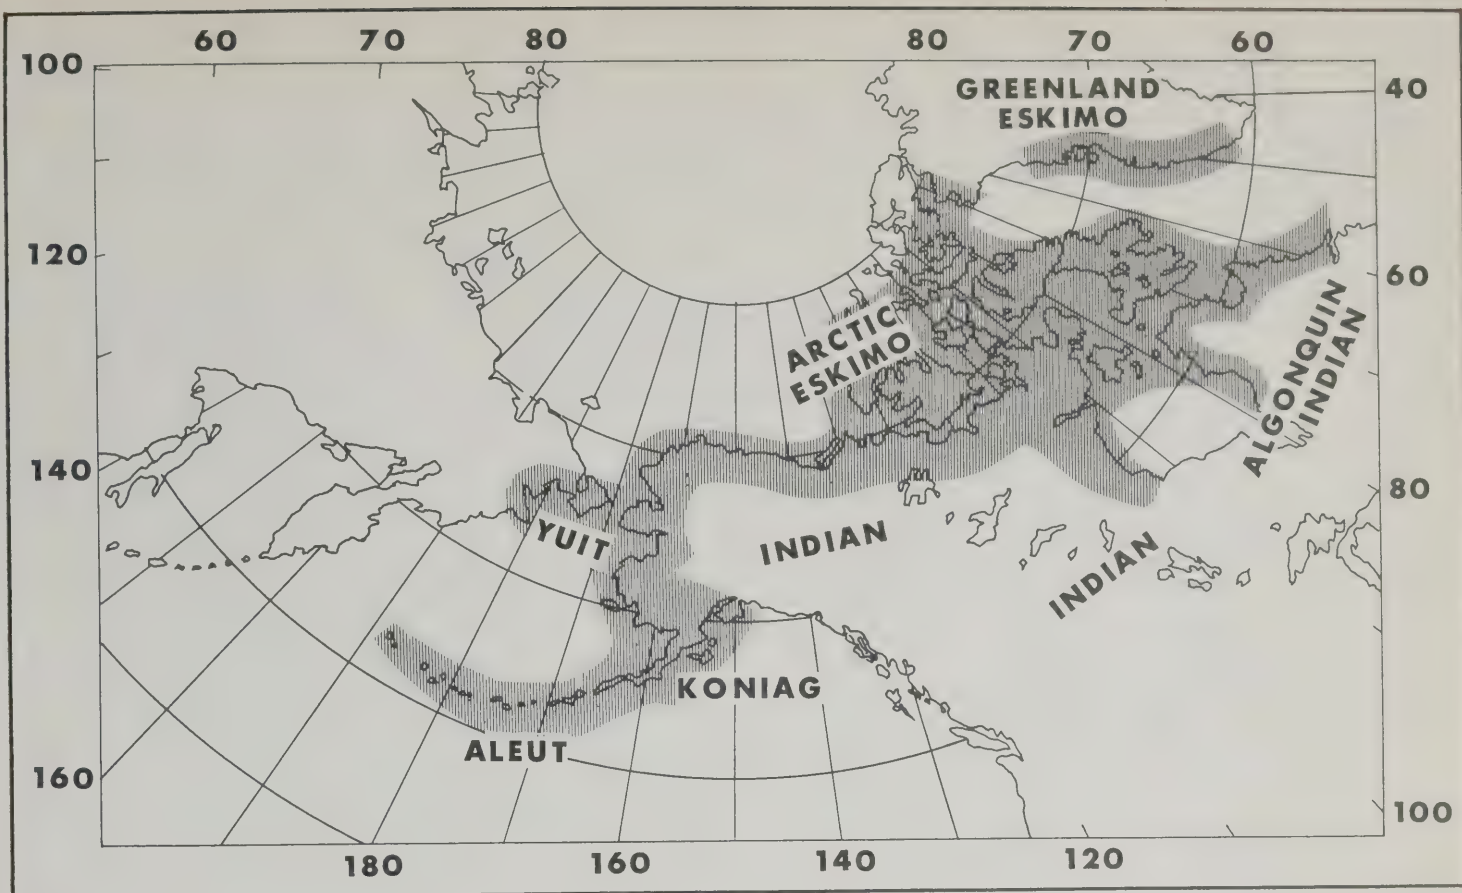 60 70 80 80 70 60
100
40
GREENLAND
ESKIMO
120
60
ARCTIC
ESKIMO
ALGONQUIN
INDIAN
140
80
YUIT
INDIAN
INDIAN
KONIAG
ALEUT
160
100
180 160 140 120